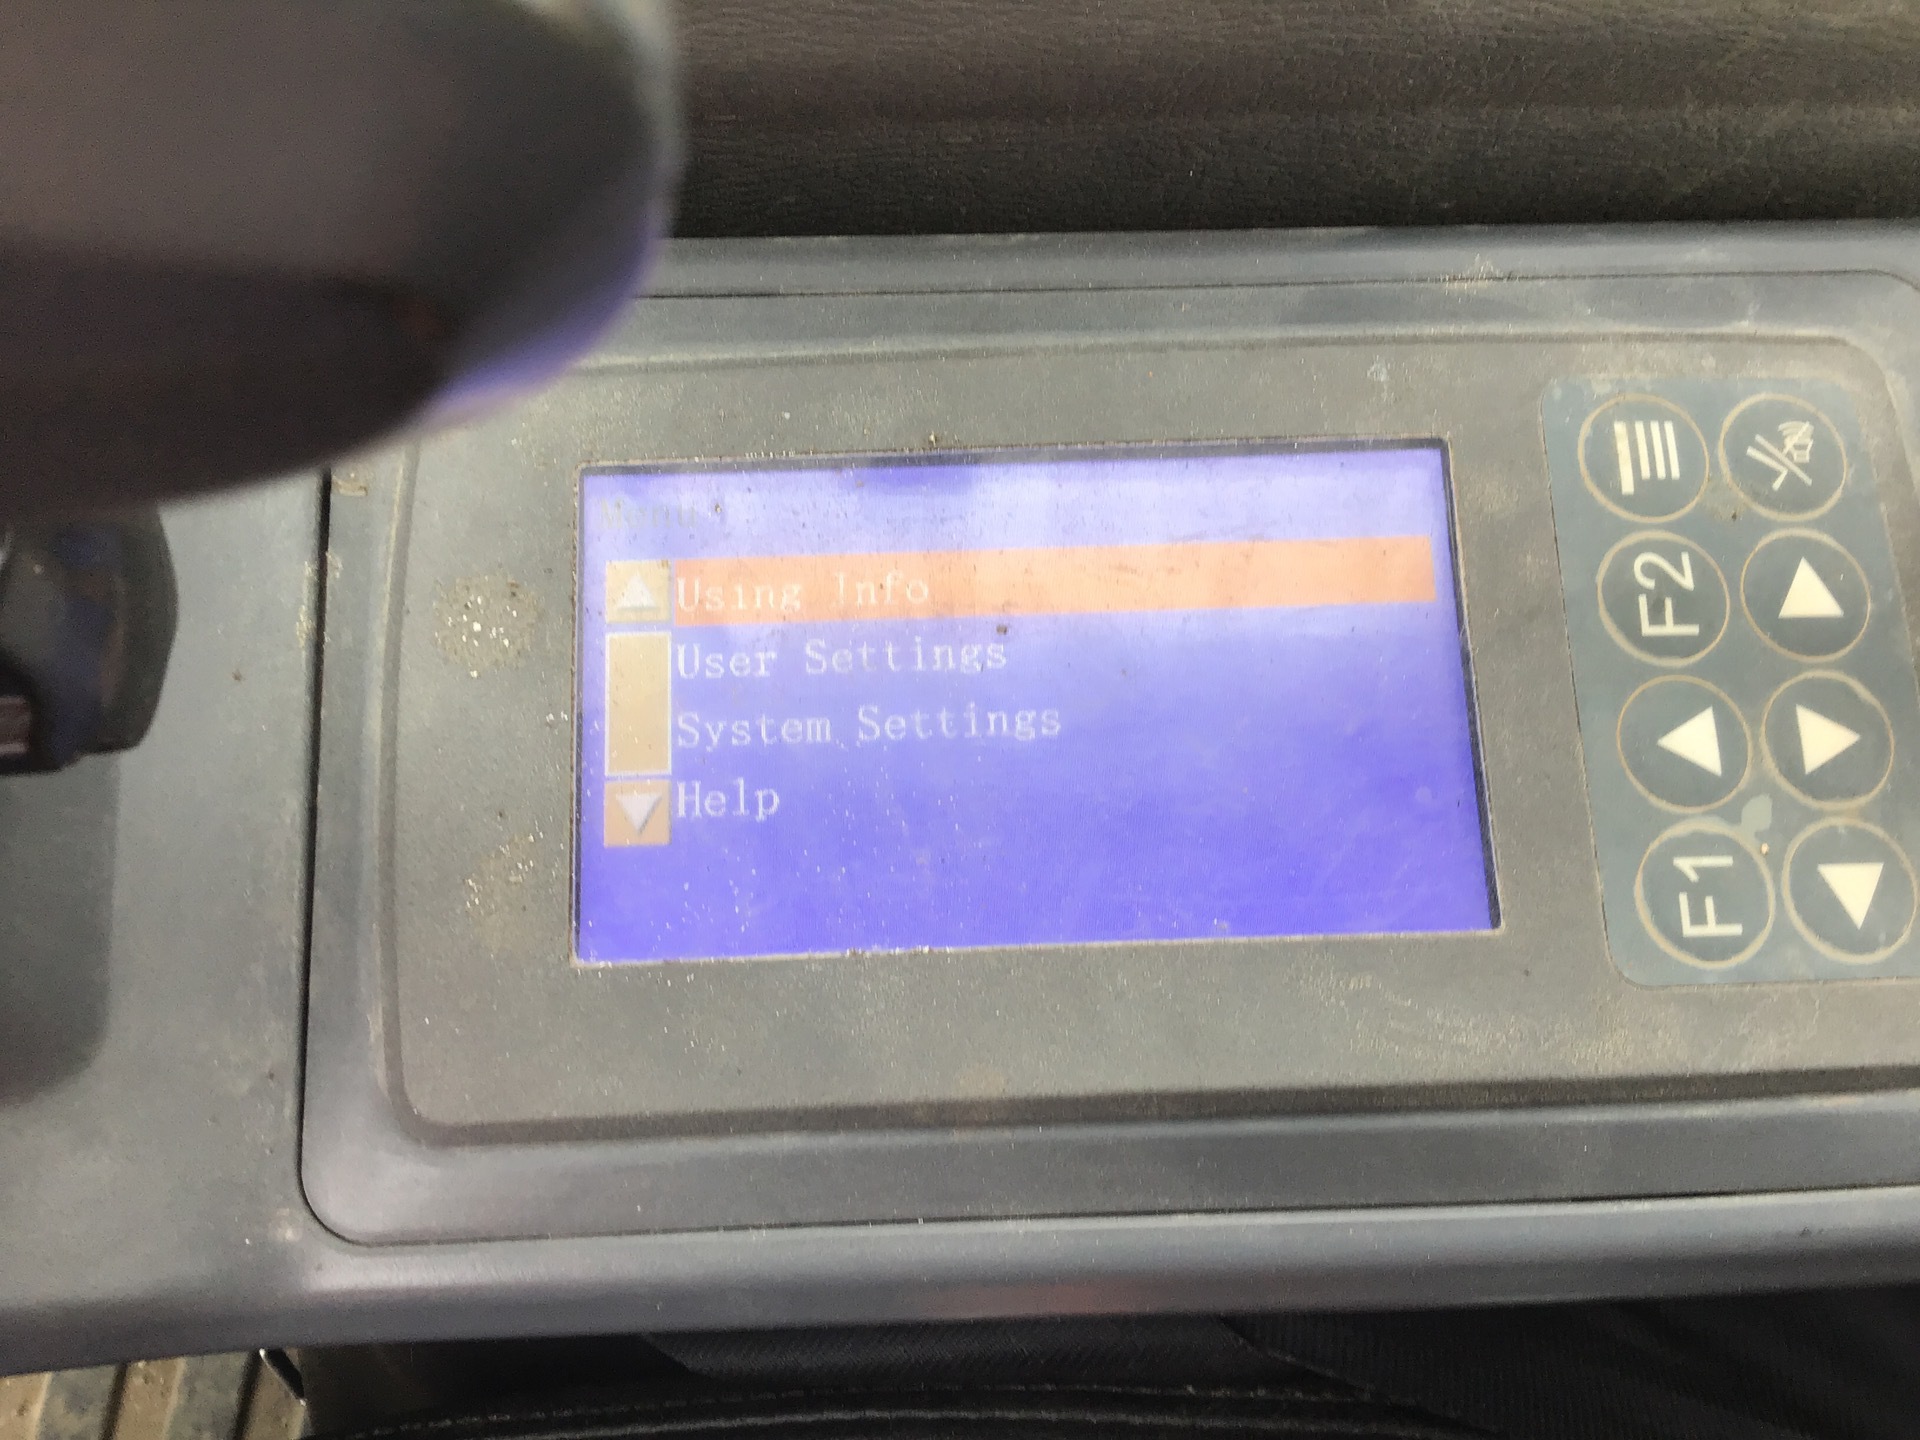 Menu
Using Info
User Settings
System Settings
Help
F2
F1